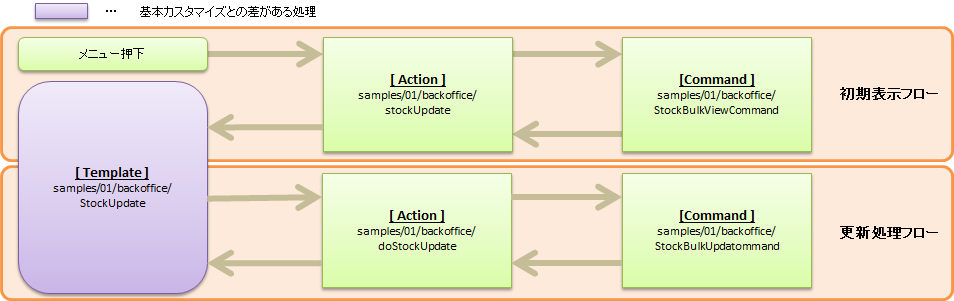 … 基本カスタマイズとの差がある処理
メニュー押下
[ Action ]
samples/01/backoffice/
stockUpdate
[Command ]
samples/01/backoffice/
StockBulkViewCommand
初期表示フロー
[ Template ]
samples/01/backoffice/
StockUpdate
[ Action ]
samples/01/backoffice/
doStockUpdate
[Command ]
samples/01/backoffice/
StockBulkUpdatommand
更新処理フロー